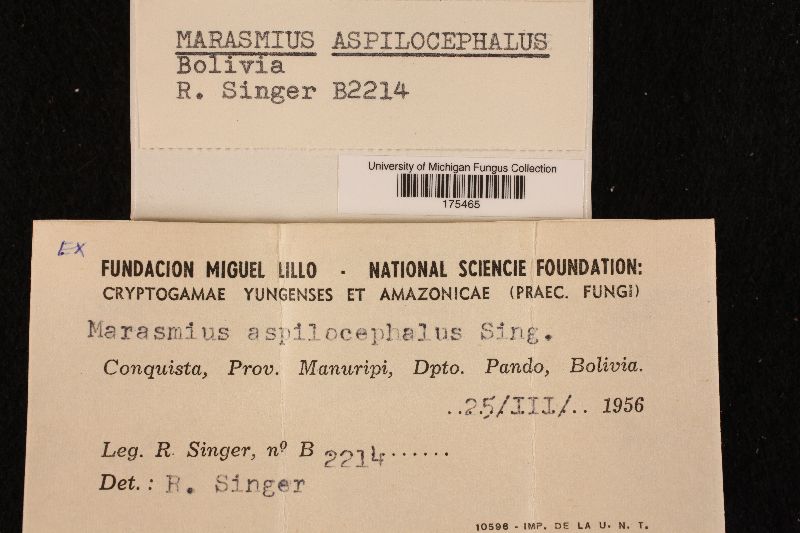 MARASMIUS ASPILOCEPHALUS
Bolivia
R. Singer B2214
University of Michigan Fungus Collection
175465
EX
FUNDACION MIGUEL LILLO - NATIONAL SCIENCIE FOUNDATION:
CRYPTOGAMAE YUNGENSES ET AMAZONICAE (PRAEC. FUNGI)
Marasmius aspilocephalus Sing.
Conquista, Prov. Manuripi, Dpto. Pando, Bolivia.
..25/III/.. 1956
Leg. R. Singer, nº B 2214......
Det.: R. Singer
10596 - IMP. DE LA U. N. T.